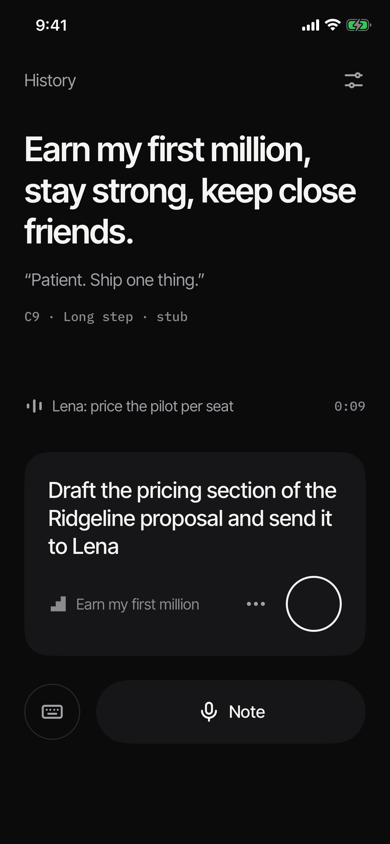 9:41
History
Earn my first million,
stay strong, keep close
friends.
“Patient. Ship one thing.”
C9 · Long step · stub
Lena: price the pilot per seat 0:09
Draft the pricing section of the
Ridgeline proposal and send it
to Lena
Earn my first million
Note